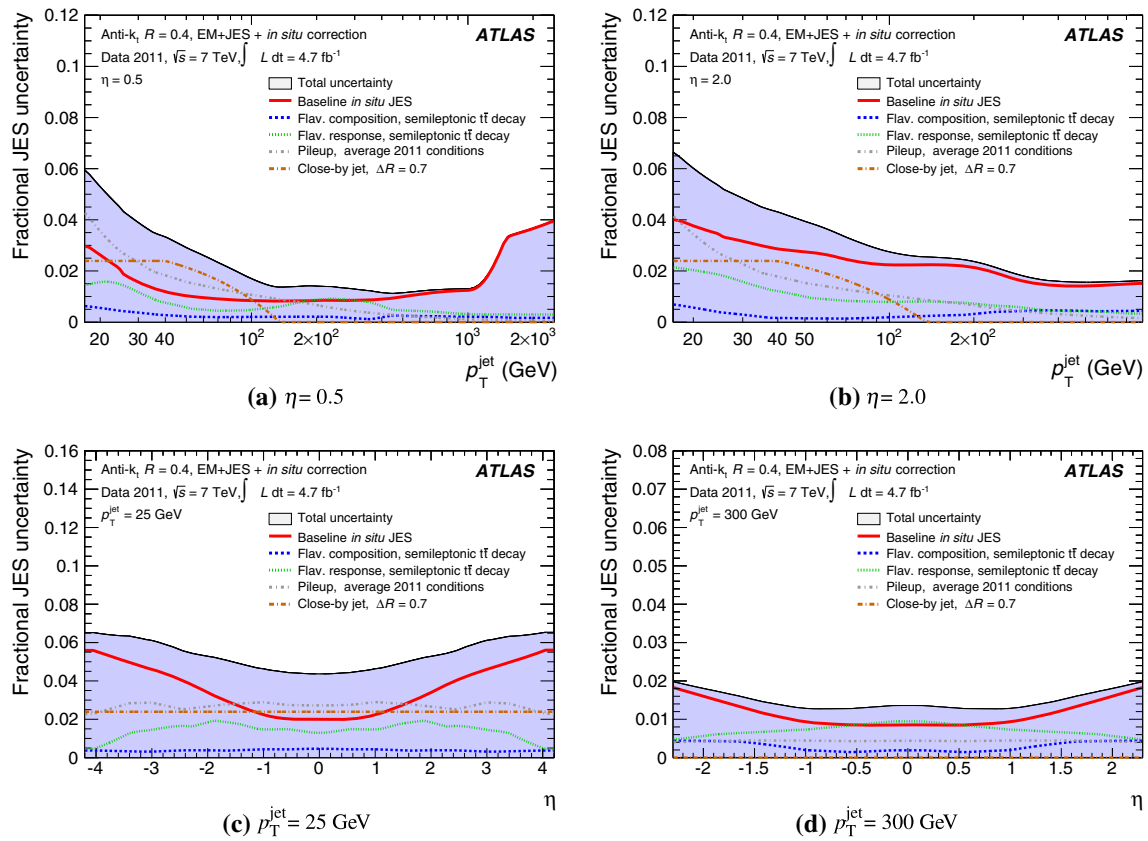 Anti-kt R = 0.4, EM+JES + in situ correction
ATLAS
Data 2011, √s = 7 TeV,∫ L dt = 4.7 fb-1
η = 0.5
Total uncertainty
Baseline in situ JES
Flav. composition, semileptonic tt̄ decay
Flav. response, semileptonic tt̄ decay
Pileup, average 2011 conditions
Close-by jet, ΔR = 0.7
Fractional JES uncertainty
0.12
0.1
0.08
0.06
0.04
0.02
0
20 30 40 10² 2×10² 10³ 2×10³
pTjet (GeV)
(a) η = 0.5
Anti-kt R = 0.4, EM+JES + in situ correction
ATLAS
Data 2011, √s = 7 TeV,∫ L dt = 4.7 fb-1
η = 2.0
Total uncertainty
Baseline in situ JES
Flav. composition, semileptonic tt̄ decay
Flav. response, semileptonic tt̄ decay
Pileup, average 2011 conditions
Close-by jet, ΔR = 0.7
Fractional JES uncertainty
0.12
0.1
0.08
0.06
0.04
0.02
0
20 30 40 50 10² 2×10²
pTjet (GeV)
(b) η = 2.0
Anti-kt R = 0.4, EM+JES + in situ correction
ATLAS
Data 2011, √s = 7 TeV,∫ L dt = 4.7 fb-1
pTjet = 25 GeV
Total uncertainty
Baseline in situ JES
Flav. composition, semileptonic tt̄ decay
Flav. response, semileptonic tt̄ decay
Pileup, average 2011 conditions
Close-by jet, ΔR = 0.7
Fractional JES uncertainty
0.16
0.14
0.12
0.1
0.08
0.06
0.04
0.02
0
-4 -3 -2 -1 0 1 2 3 4
η
(c) pTjet = 25 GeV
Anti-kt R = 0.4, EM+JES + in situ correction
ATLAS
Data 2011, √s = 7 TeV,∫ L dt = 4.7 fb-1
pTjet = 300 GeV
Total uncertainty
Baseline in situ JES
Flav. composition, semileptonic tt̄ decay
Flav. response, semileptonic tt̄ decay
Pileup, average 2011 conditions
Close-by jet, ΔR = 0.7
Fractional JES uncertainty
0.08
0.07
0.06
0.05
0.04
0.03
0.02
0.01
0
-2 -1.5 -1 -0.5 0 0.5 1 1.5 2
η
(d) pTjet = 300 GeV